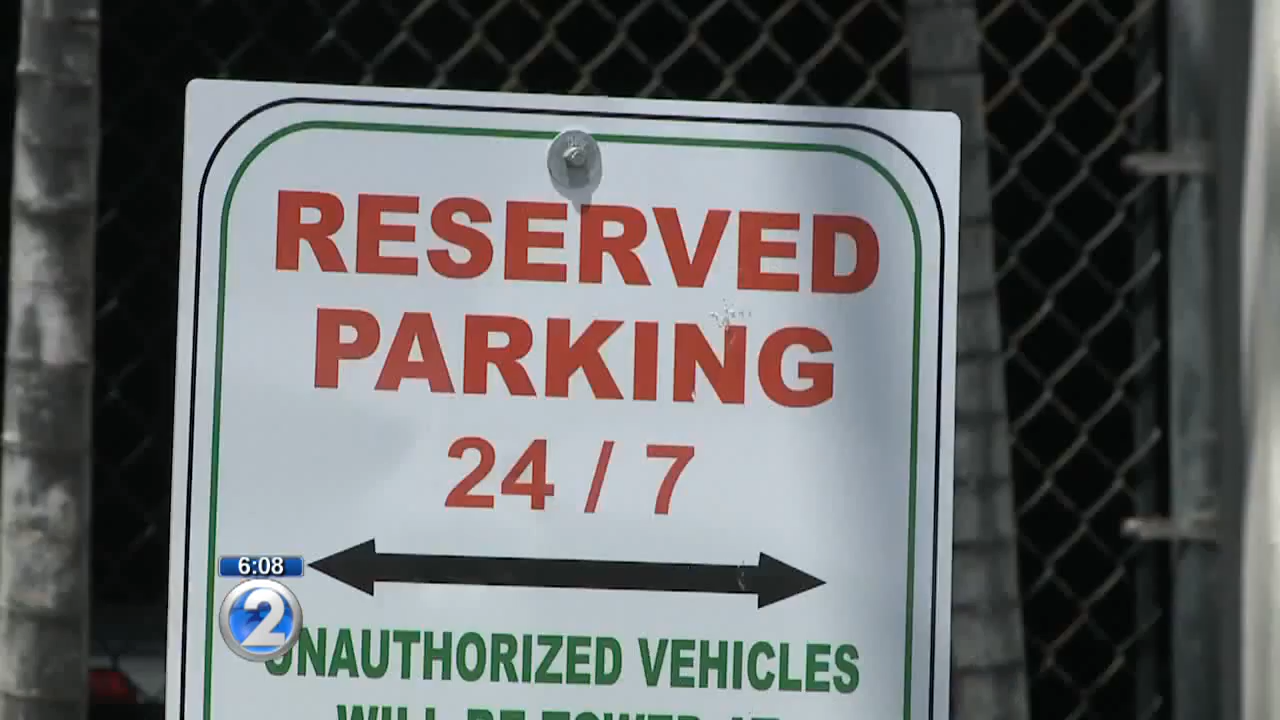 RESERVED
PARKING
24 / 7
6:08
2
UNAUTHORIZED VEHICLES
WILL BE TOWED AT